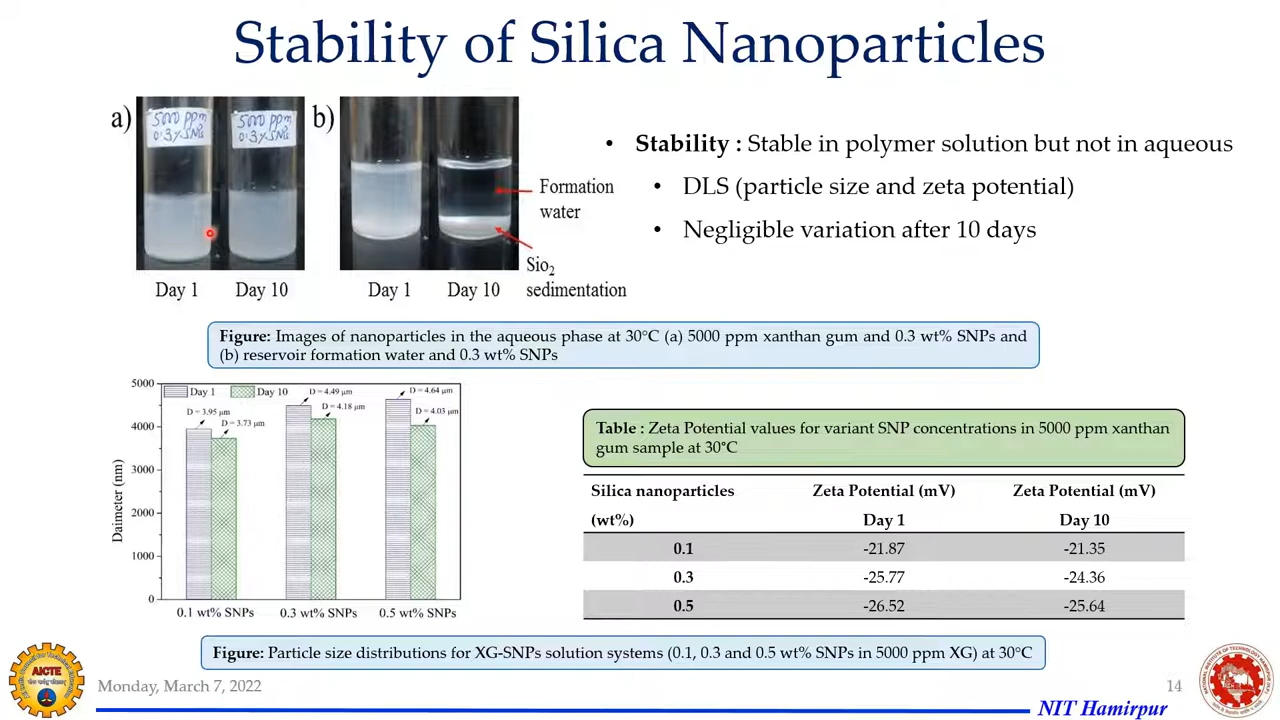 Stability of Silica Nanoparticles
a)
5000 ppm
0.3% SNPs
5000 ppm
0.3% SNPs
b)
Formation
water
Sio2
sedimentation
Day 1
Day 10
Day 1
Day 10
• Stability : Stable in polymer solution but not in aqueous
• DLS (particle size and zeta potential)
• Negligible variation after 10 days
Figure: Images of nanoparticles in the aqueous phase at 30°C (a) 5000 ppm xanthan gum and 0.3 wt% SNPs and
(b) reservoir formation water and 0.3 wt% SNPs
Daimeter (nm)
5000
4000
3000
2000
1000
0
Day 1
Day 10
D = 3.95 μm
D = 3.73 μm
D = 4.49 μm
D = 4.18 μm
D = 4.64 μm
D = 4.03 μm
0.1 wt% SNPs
0.3 wt% SNPs
0.5 wt% SNPs
Table : Zeta Potential values for variant SNP concentrations in 5000 ppm xanthan
gum sample at 30°C
Silica nanoparticles Zeta Potential (mV) Zeta Potential (mV)
(wt%) Day 1 Day 10
0.1 -21.87 -21.35
0.3 -25.77 -24.36
0.5 -26.52 -25.64
Figure: Particle size distributions for XG-SNPs solution systems (0.1, 0.3 and 0.5 wt% SNPs in 5000 ppm XG) at 30°C
AICTE
Monday, March 7, 2022
14
NIT Hamirpur